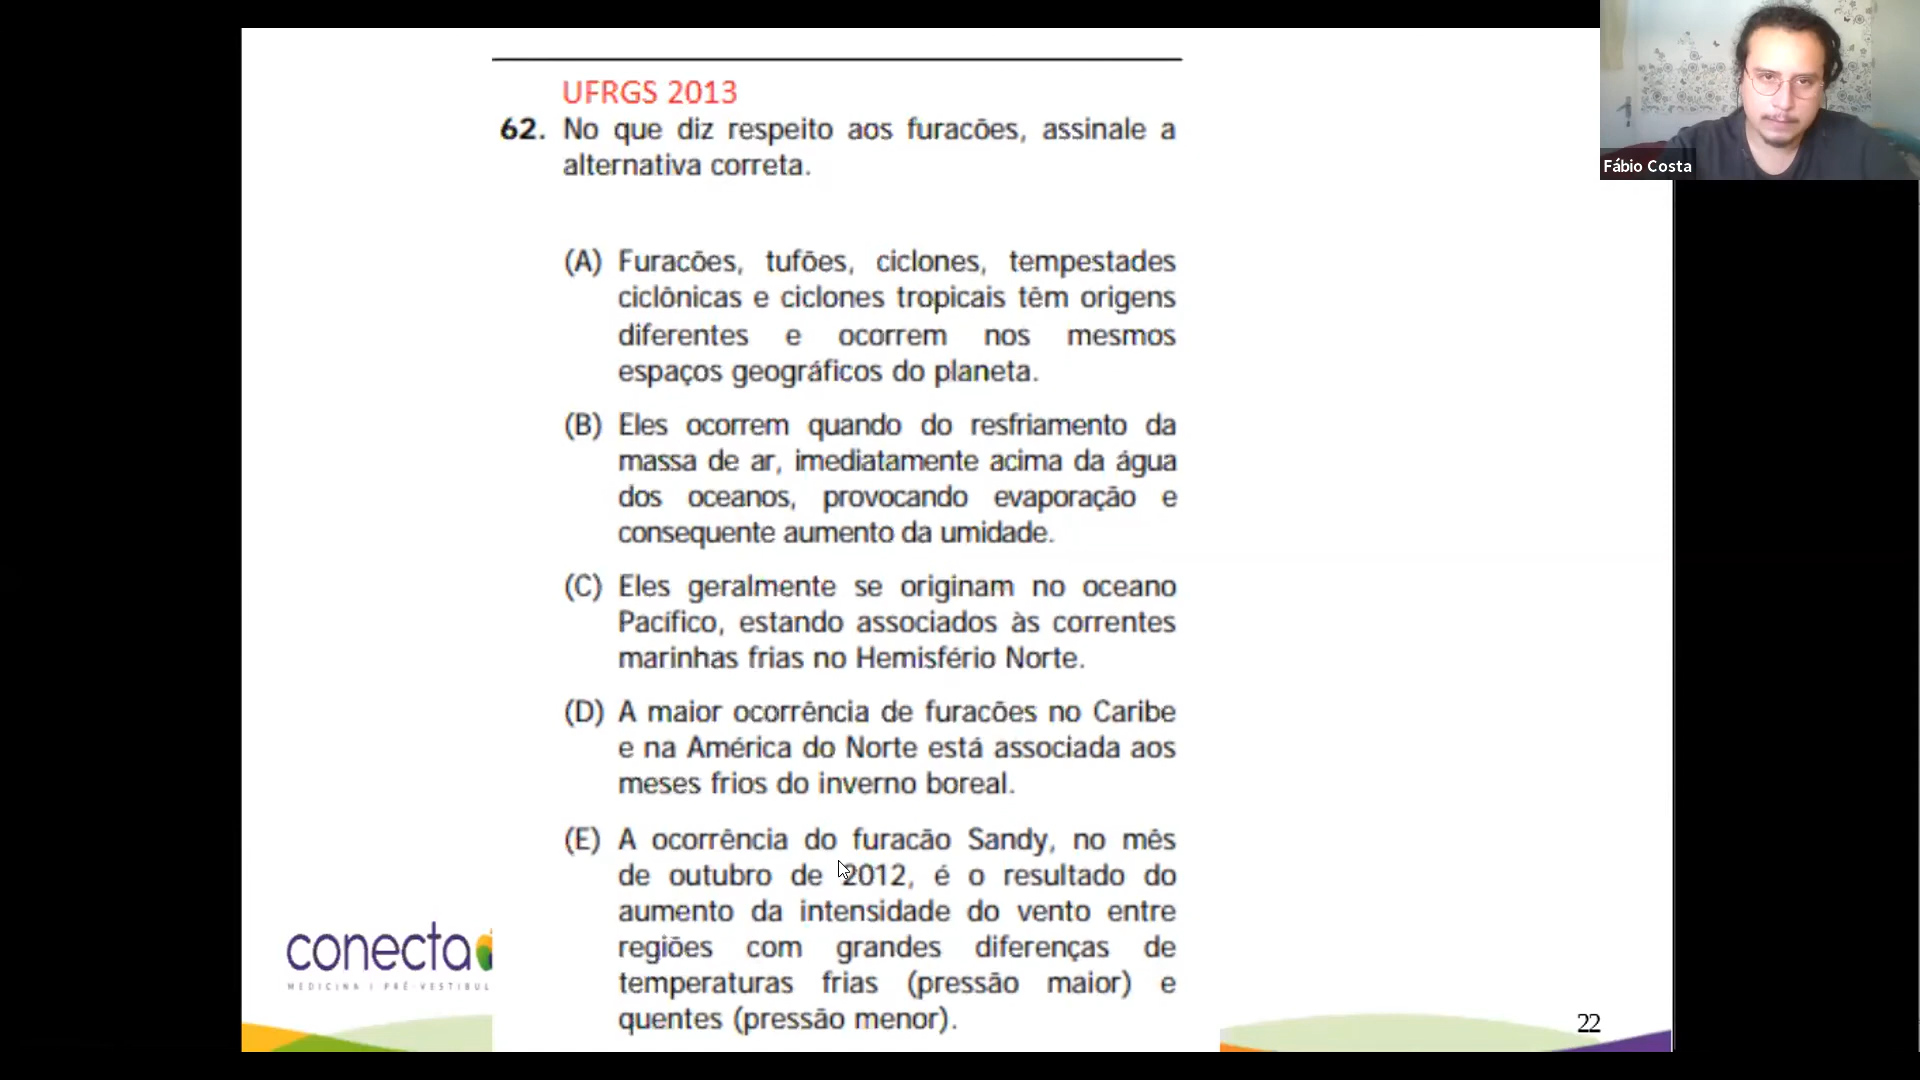 UFRGS 2013
62. No que diz respeito aos furacões, assinale a
alternativa correta.
(A) Furacões, tufões, ciclones, tempestades
ciclônicas e ciclones tropicais têm origens
diferentes e ocorrem nos mesmos
espaços geográficos do planeta.
(B) Eles ocorrem quando do resfriamento da
massa de ar, imediatamente acima da água
dos oceanos, provocando evaporação e
consequente aumento da umidade.
(C) Eles geralmente se originam no oceano
Pacífico, estando associados às correntes
marinhas frias no Hemisfério Norte.
(D) A maior ocorrência de furacões no Caribe
e na América do Norte está associada aos
meses frios do inverno boreal.
(E) A ocorrência do furacão Sandy, no mês
de outubro de 2012, é o resultado do
aumento da intensidade do vento entre
regiões com grandes diferenças de
temperaturas frias (pressão maior) e
quentes (pressão menor).
conecta
MEDICINA | PRÉ-VESTIBUL
22
Fábio Costa